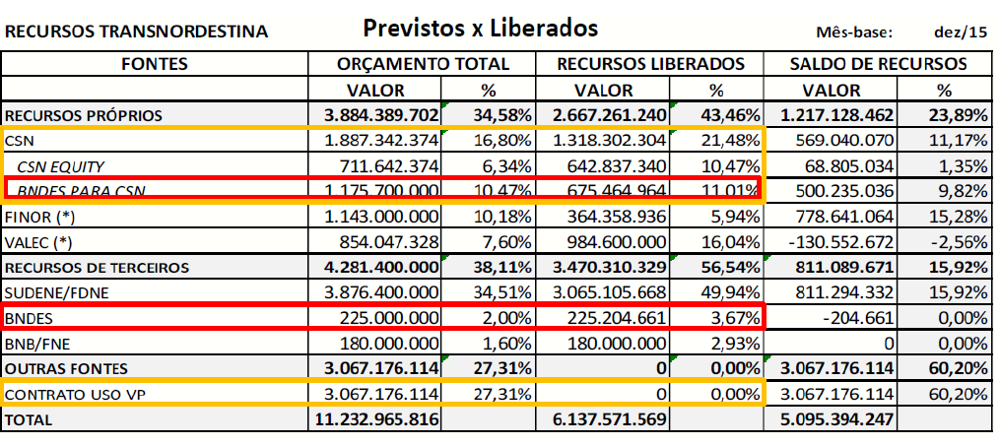 Previstos x Liberados
RECURSOS TRANSNORDESTINA Mês-base: dez/15
FONTES ORÇAMENTO TOTAL RECURSOS LIBERADOS SALDO DE RECURSOS
VALOR % VALOR % VALOR %
RECURSOS PRÓPRIOS 3.884.389.702 34,58% 2.667.261.240 43,46% 1.217.128.462 23,89%
CSN 1.887.342.374 16,80% 1.318.302.304 21,48% 569.040.070 11,17%
CSN EQUITY 711.642.374 6,34% 642.837.340 10,47% 68.805.034 1,35%
BNDES PARA CSN 1.175.700.000 10,47% 675.464.964 11,01% 500.235.036 9,82%
FINOR (*) 1.143.000.000 10,18% 364.358.936 5,94% 778.641.064 15,28%
VALEC (*) 854.047.328 7,60% 984.600.000 16,04% -130.552.672 -2,56%
RECURSOS DE TERCEIROS 4.281.400.000 38,11% 3.470.310.329 56,54% 811.089.671 15,92%
SUDENE/FDNE 3.876.400.000 34,51% 3.065.105.668 49,94% 811.294.332 15,92%
BNDES 225.000.000 2,00% 225.204.661 3,67% -204.661 0,00%
BNB/FNE 180.000.000 1,60% 180.000.000 2,93% 0 0,00%
OUTRAS FONTES 3.067.176.114 27,31% 0 0,00% 3.067.176.114 60,20%
CONTRATO USO VP 3.067.176.114 27,31% 0 0,00% 3.067.176.114 60,20%
TOTAL 11.232.965.816 6.137.571.569 5.095.394.247